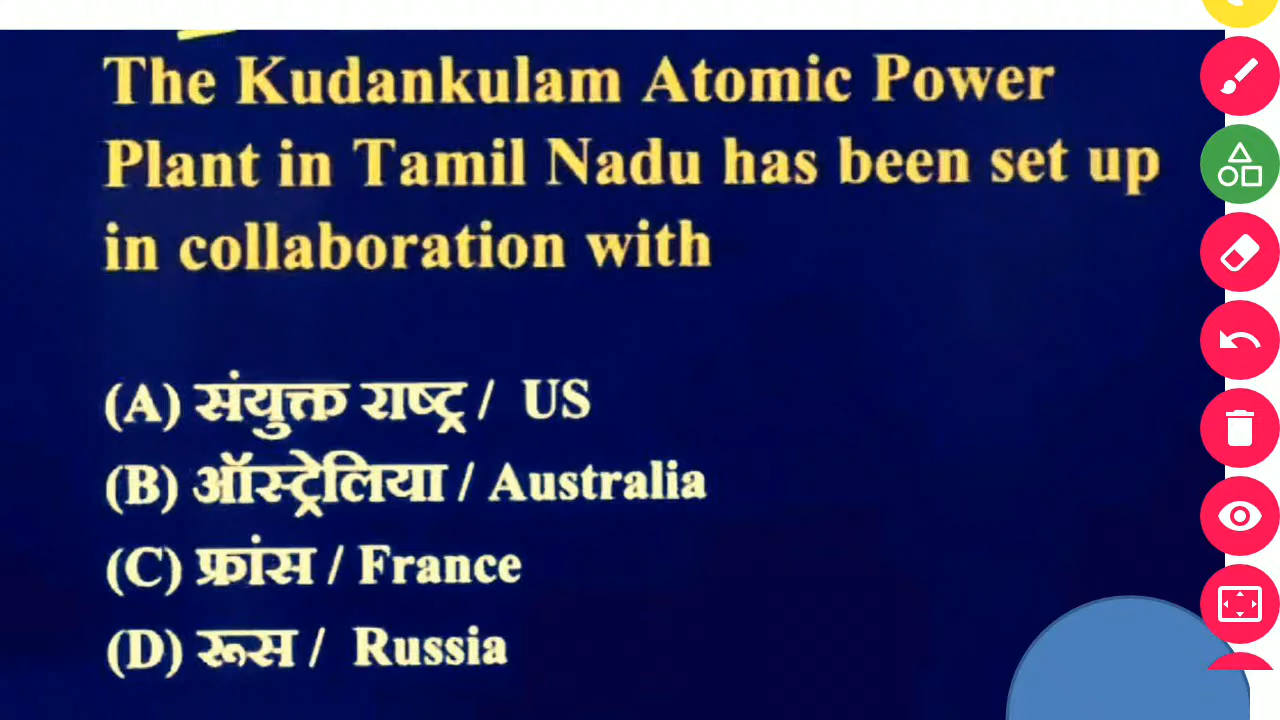 The Kudankulam Atomic Power
Plant in Tamil Nadu has been set up
in collaboration with
(A) संयुक्त राष्ट्र / US
(B) ऑस्ट्रेलिया / Australia
(C) फ्रांस / France
(D) रूस / Russia